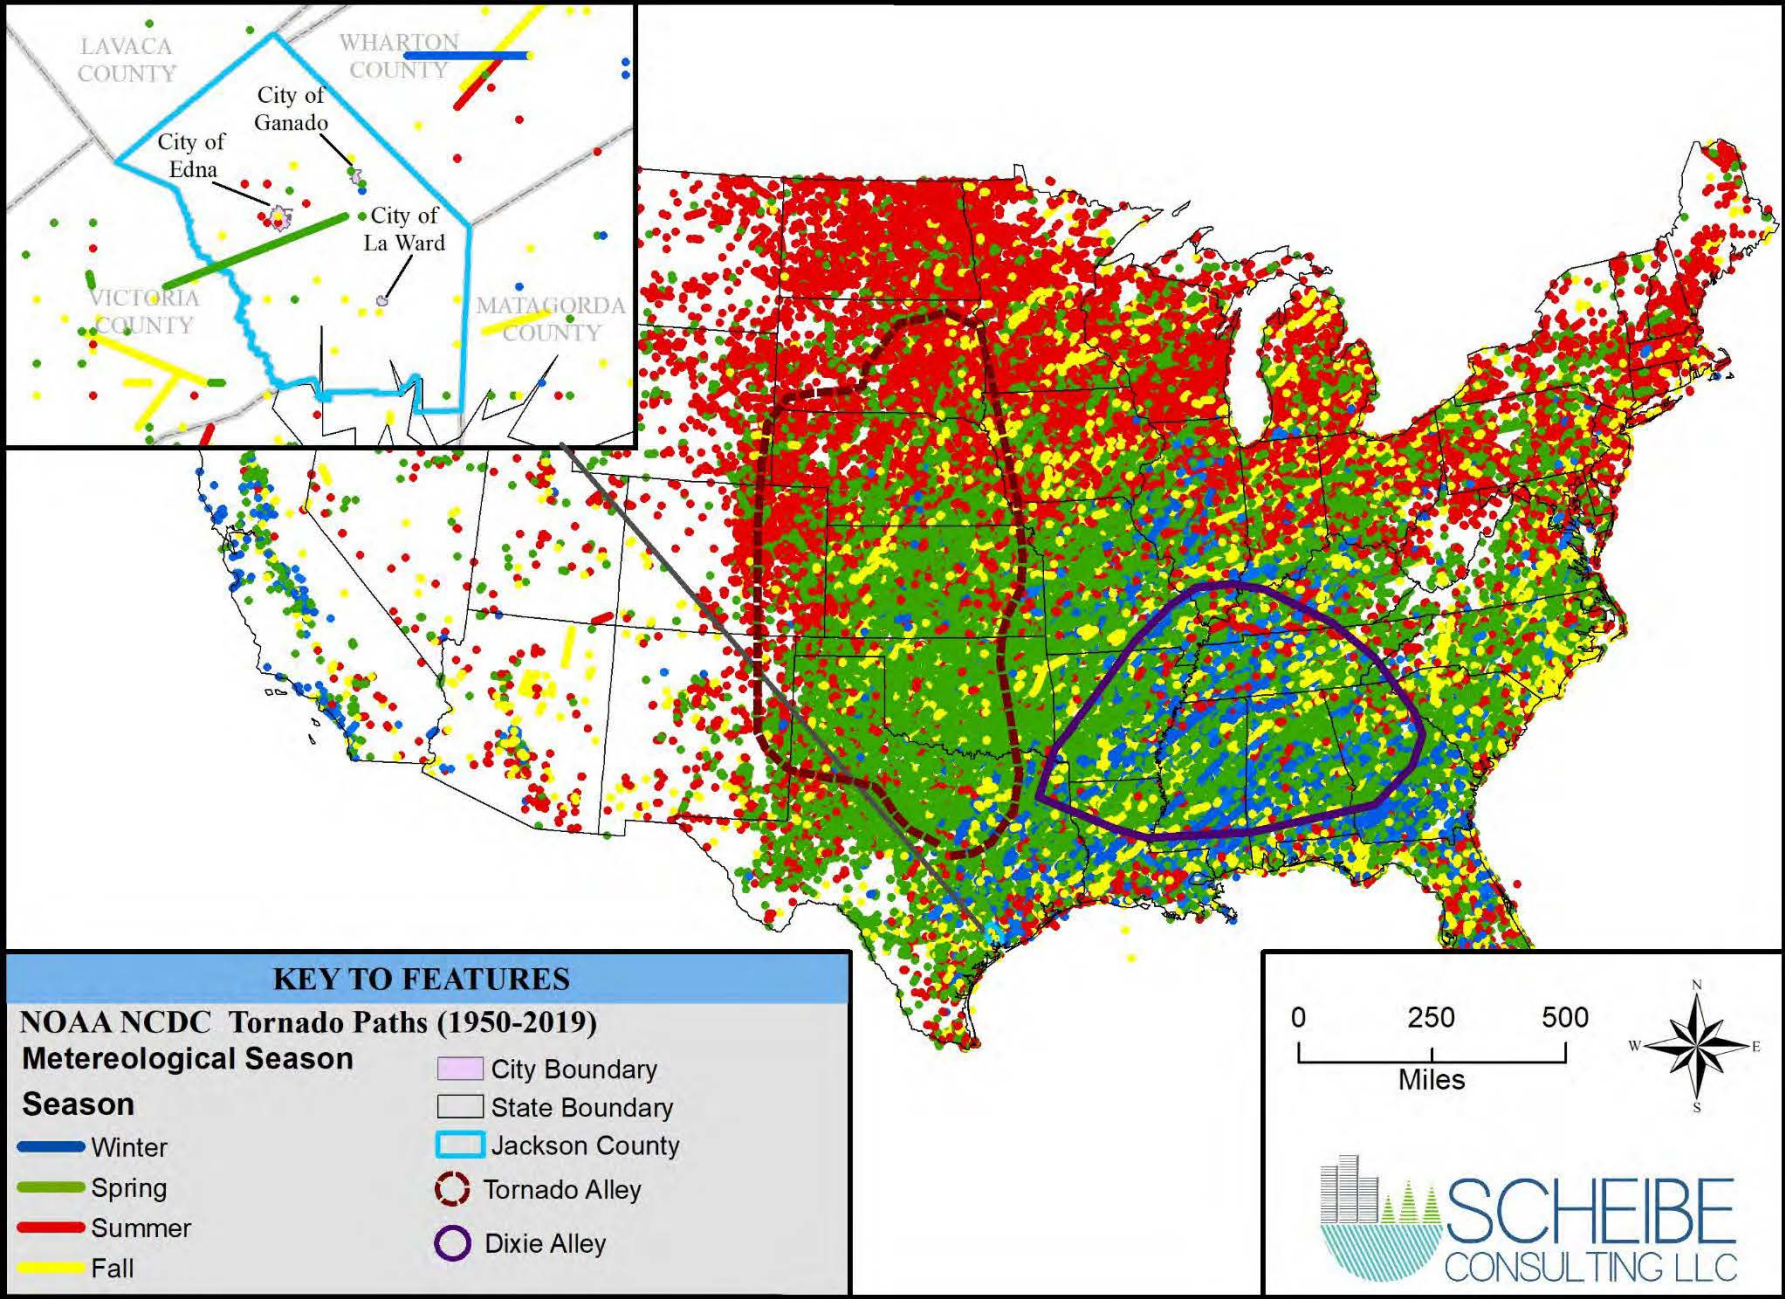 LAVACA
COUNTY
WHARTON
COUNTY
City of
Ganado
City of
Edna
City of
La Ward
VICTORIA
COUNTY
MATAGORDA
COUNTY
KEY TO FEATURES
NOAA NCDC Tornado Paths (1950-2019)
Metereological Season
Season
Winter
Spring
Summer
Fall
City Boundary
State Boundary
Jackson County
Tornado Alley
Dixie Alley
0 250 500
Miles
N
W E
S
SCHEIBE
CONSULTING LLC